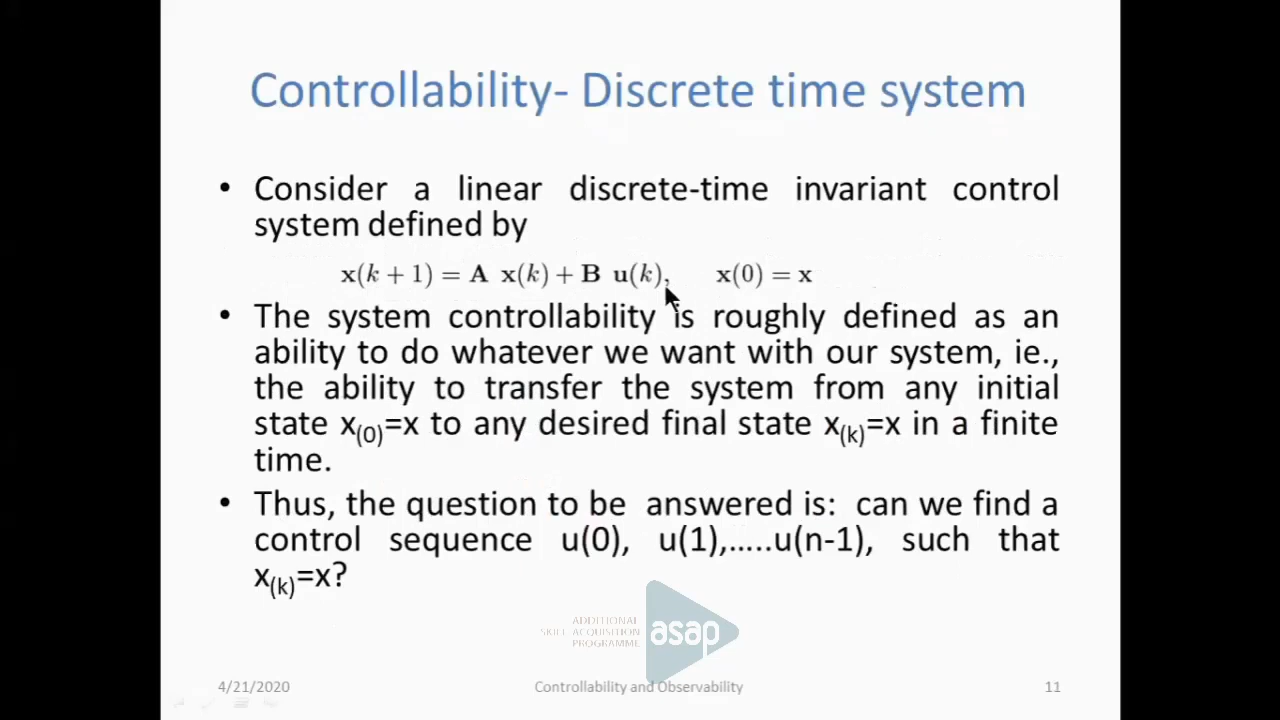 Controllability- Discrete time system
• Consider a linear discrete-time invariant control
system defined by
x(k + 1) = A x(k) + B u(k), x(0) = x
• The system controllability is roughly defined as an
ability to do whatever we want with our system, ie.,
the ability to transfer the system from any initial
state x(0)=x to any desired final state x(k)=x in a finite
time.
• Thus, the question to be answered is: can we find a
control sequence u(0), u(1),.....u(n-1), such that
x(k)=x?
ADDITIONAL
SKILL ACQUISITION
PROGRAMME
asap
4/21/2020 Controllability and Observability 11